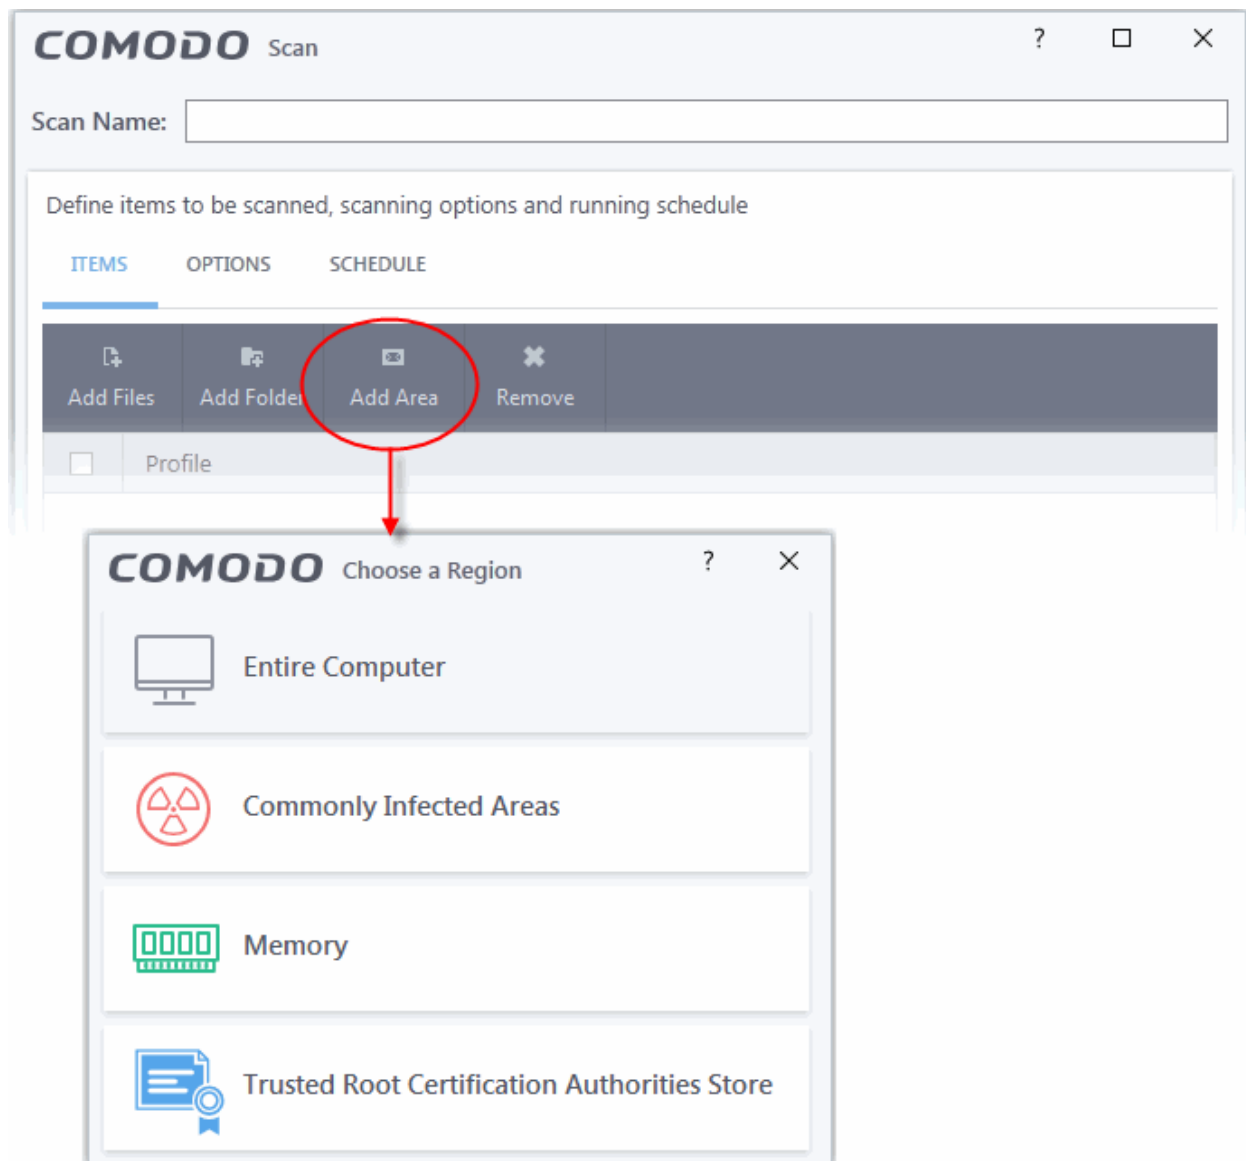 COMODO Scan ?
Scan Name:
Define items to be scanned, scanning options and running schedule
ITEMS OPTIONS SCHEDULE
Add Files Add Folder Add Area Remove
Profile
COMODO Choose a Region ?
Entire Computer
Commonly Infected Areas
Memory
Trusted Root Certification Authorities Store